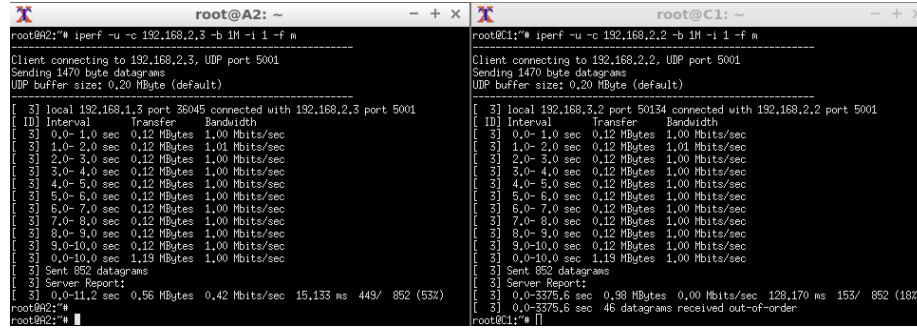 root@A2: ~
root@A2:~# iperf -u -c 192.168.2.3 -b 1M -i 1 -f m
Client connecting to 192.168.2.3, UDP port 5001
Sending 1470 byte datagrams
UDP buffer size: 0.20 MByte (default)
[ 3] local 192.168.1.3 port 36045 connected with 192.168.2.3 port 5001
[ ID] Interval Transfer Bandwidth
[ 3] 0.0- 1.0 sec 0.12 MBytes 1.00 Mbits/sec
[ 3] 1.0- 2.0 sec 0.12 MBytes 1.01 Mbits/sec
[ 3] 2.0- 3.0 sec 0.12 MBytes 1.00 Mbits/sec
[ 3] 3.0- 4.0 sec 0.12 MBytes 1.00 Mbits/sec
[ 3] 4.0- 5.0 sec 0.12 MBytes 1.00 Mbits/sec
[ 3] 5.0- 6.0 sec 0.12 MBytes 1.00 Mbits/sec
[ 3] 6.0- 7.0 sec 0.12 MBytes 1.00 Mbits/sec
[ 3] 7.0- 8.0 sec 0.12 MBytes 1.00 Mbits/sec
[ 3] 8.0- 9.0 sec 0.12 MBytes 1.00 Mbits/sec
[ 3] 9.0-10.0 sec 0.12 MBytes 1.00 Mbits/sec
[ 3] 0.0-10.0 sec 1.19 MBytes 1.00 Mbits/sec
[ 3] Sent 852 datagrams
[ 3] Server Report:
[ 3] 0.0-11.2 sec 0.56 MBytes 0.42 Mbits/sec 15.133 ms 449/ 852 (53%)
root@A2:~#
root@A2:~#
root@C1: ~
root@C1:~# iperf -u -c 192.168.2.2 -b 1M -i 1 -f m
Client connecting to 192.168.2.2, UDP port 5001
Sending 1470 byte datagrams
UDP buffer size: 0.20 MByte (default)
[ 3] local 192.168.3.2 port 50134 connected with 192.168.2.2 port 5001
[ ID] Interval Transfer Bandwidth
[ 3] 0.0- 1.0 sec 0.12 MBytes 1.00 Mbits/sec
[ 3] 1.0- 2.0 sec 0.12 MBytes 1.01 Mbits/sec
[ 3] 2.0- 3.0 sec 0.12 MBytes 1.00 Mbits/sec
[ 3] 3.0- 4.0 sec 0.12 MBytes 1.00 Mbits/sec
[ 3] 4.0- 5.0 sec 0.12 MBytes 1.00 Mbits/sec
[ 3] 5.0- 6.0 sec 0.12 MBytes 1.00 Mbits/sec
[ 3] 6.0- 7.0 sec 0.12 MBytes 1.00 Mbits/sec
[ 3] 7.0- 8.0 sec 0.12 MBytes 1.00 Mbits/sec
[ 3] 8.0- 9.0 sec 0.12 MBytes 1.00 Mbits/sec
[ 3] 9.0-10.0 sec 0.12 MBytes 1.00 Mbits/sec
[ 3] 0.0-10.0 sec 1.19 MBytes 1.00 Mbits/sec
[ 3] Sent 852 datagrams
[ 3] Server Report:
[ 3] 0.0-3375.6 sec 0.98 MBytes 0.00 Mbits/sec 128.170 ms 153/ 852 (18%
[ 3] 0.0-3375.6 sec 46 datagrams received out-of-order
root@C1:~#